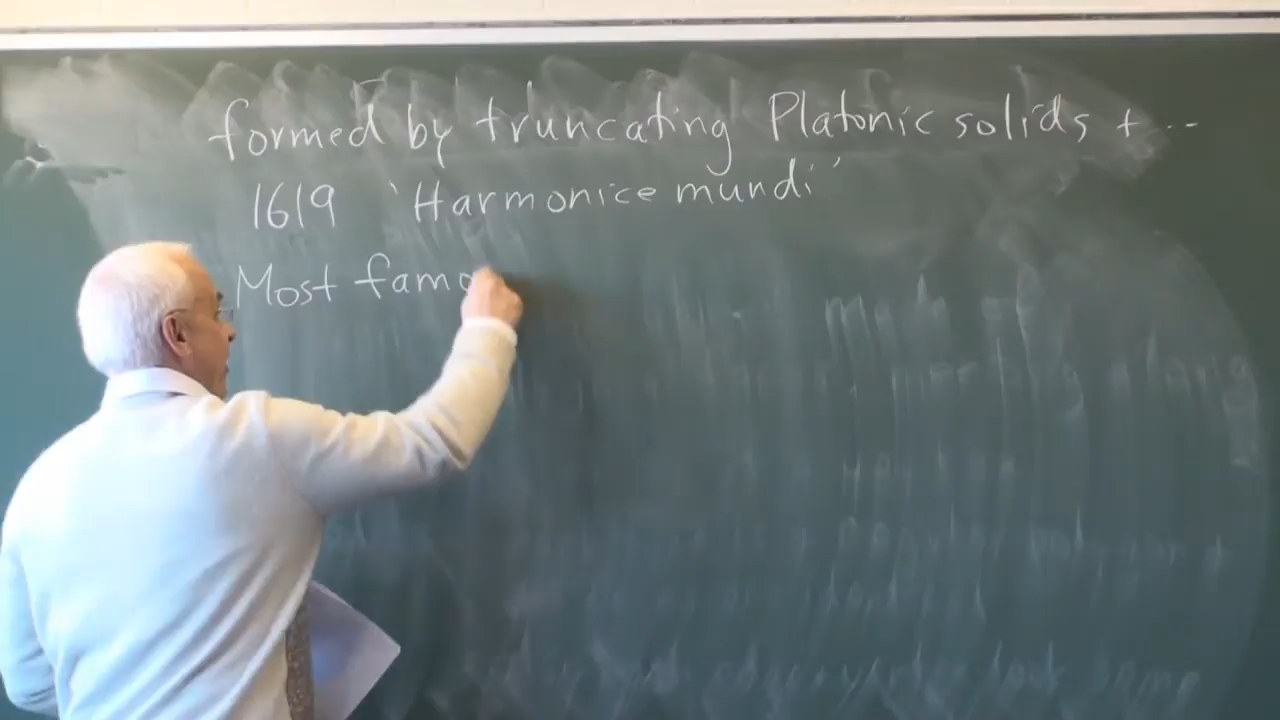 formed by truncating Platonic solids + ...
1619 'Harmonice mundi'
Most famo